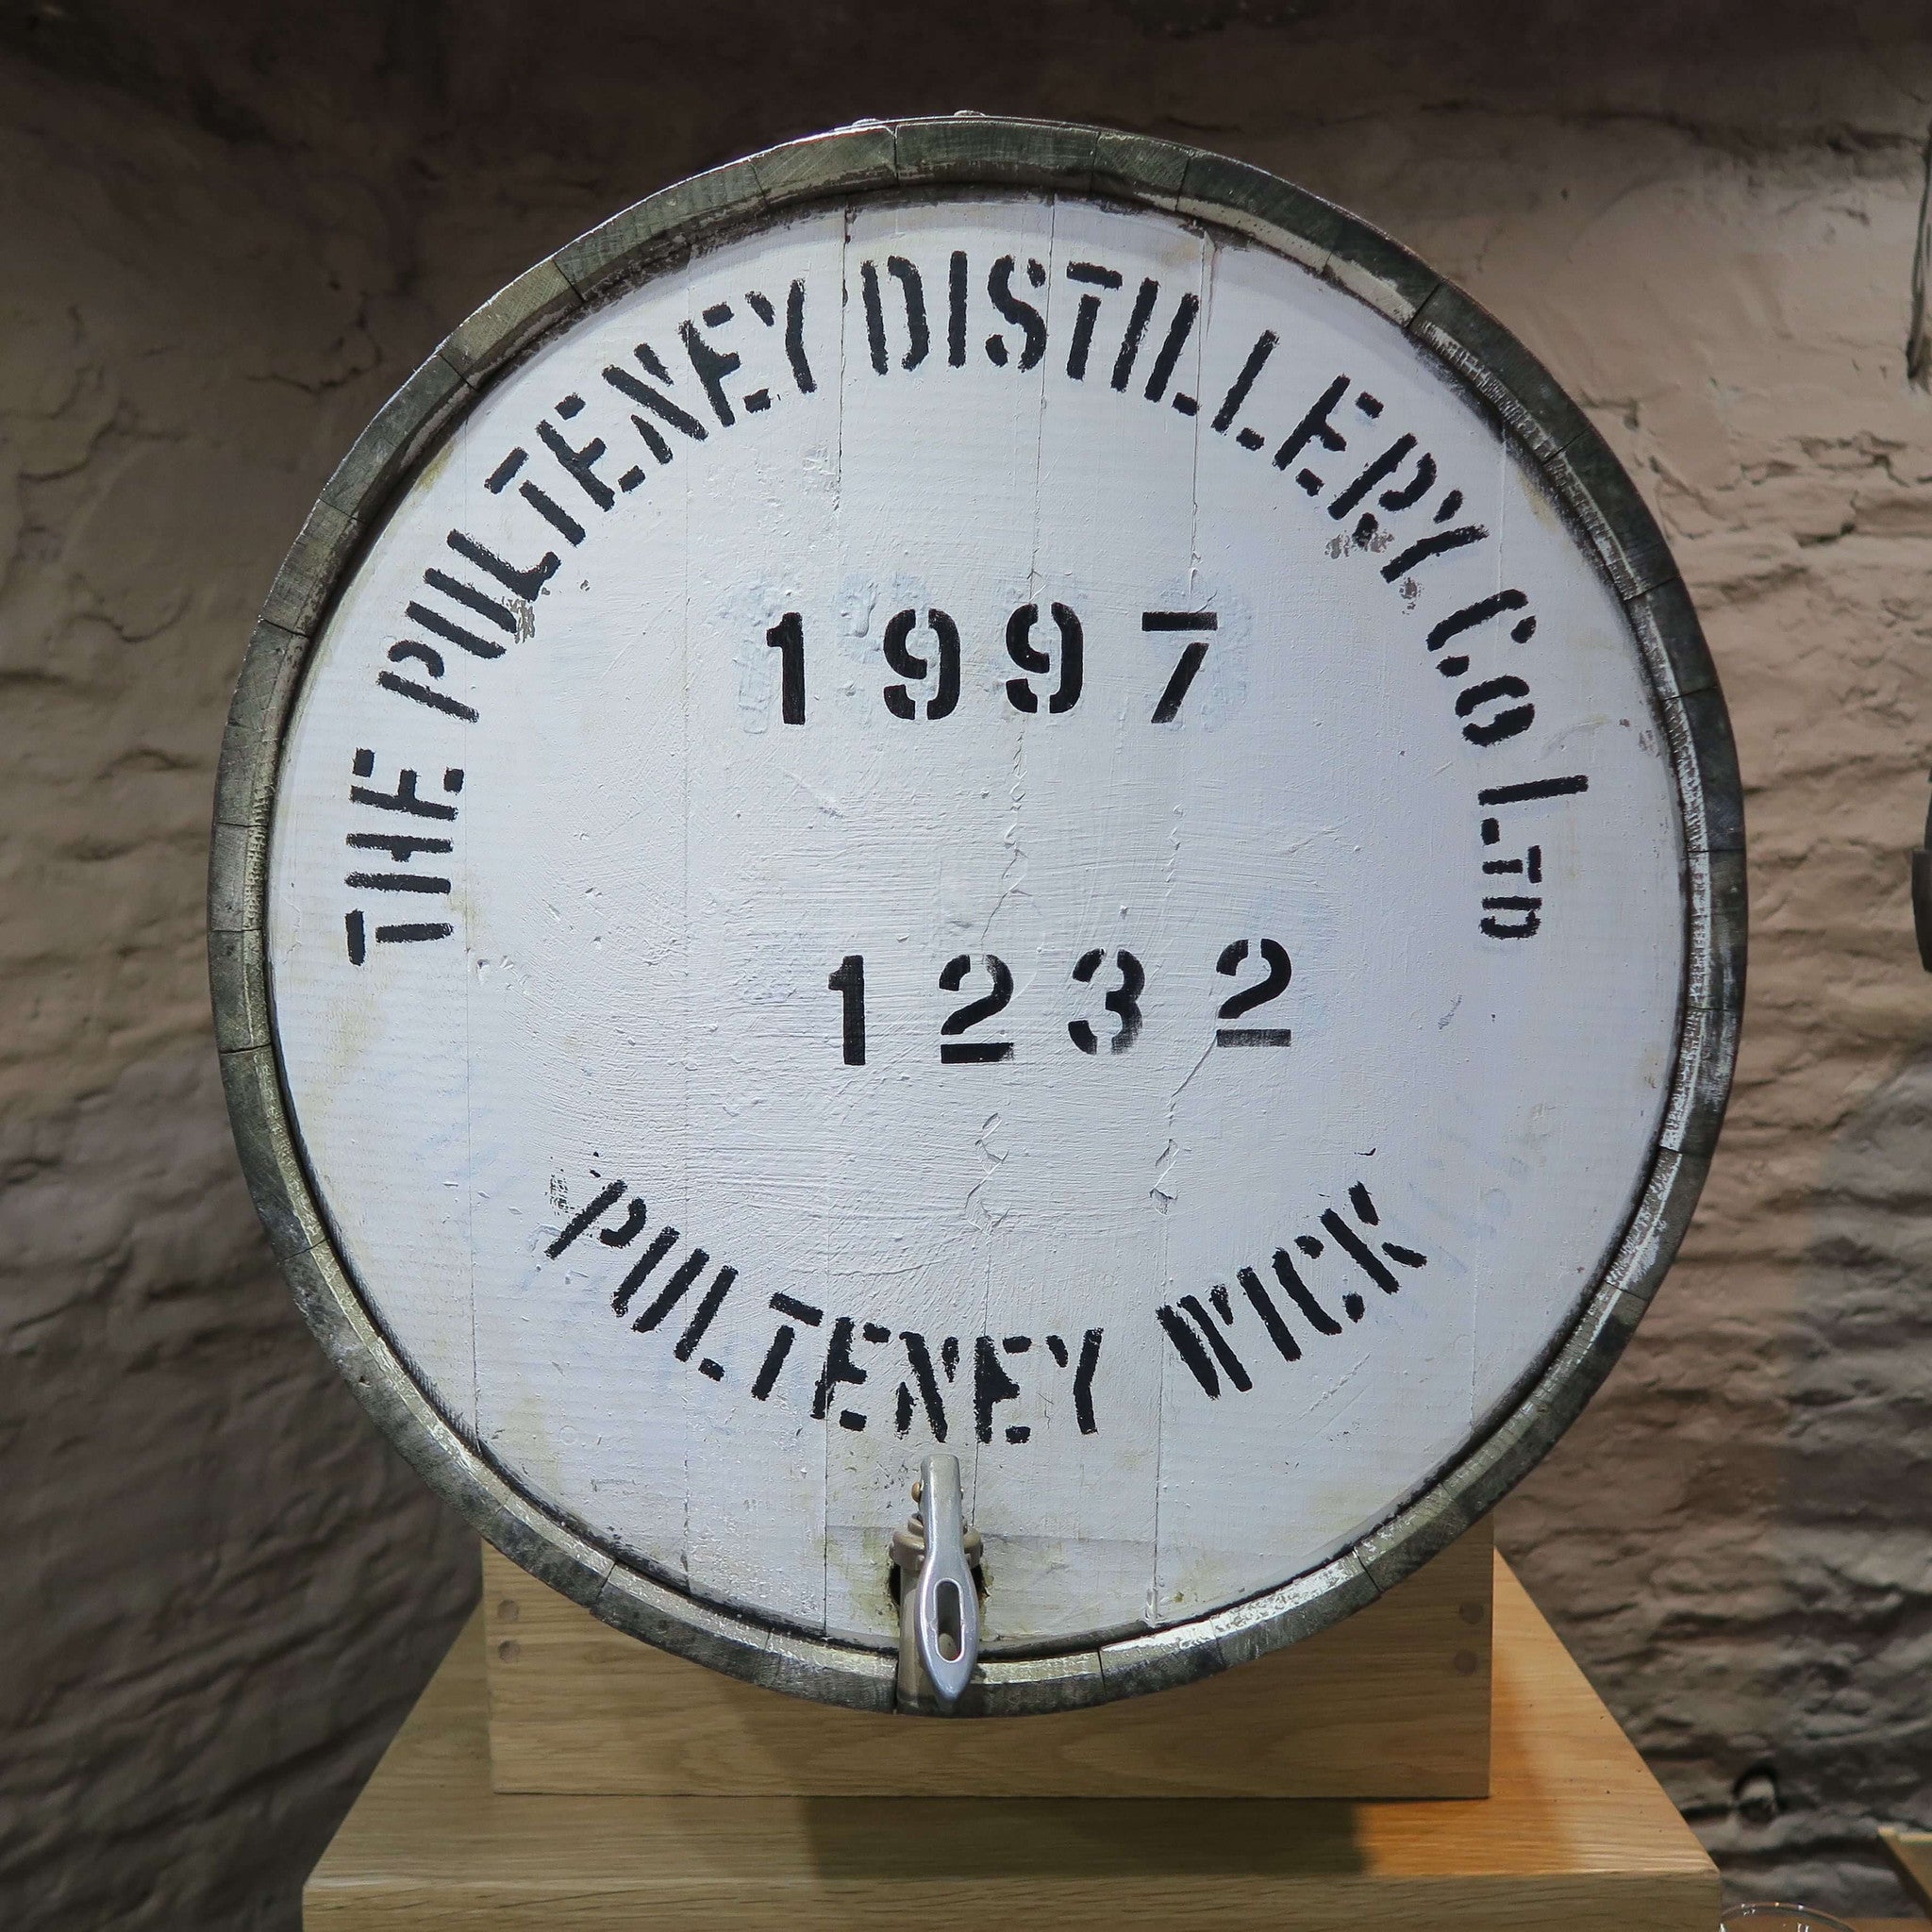 THE PULTENEY DISTILLERY CO LTD
1997
1232
PULTENEY WICK